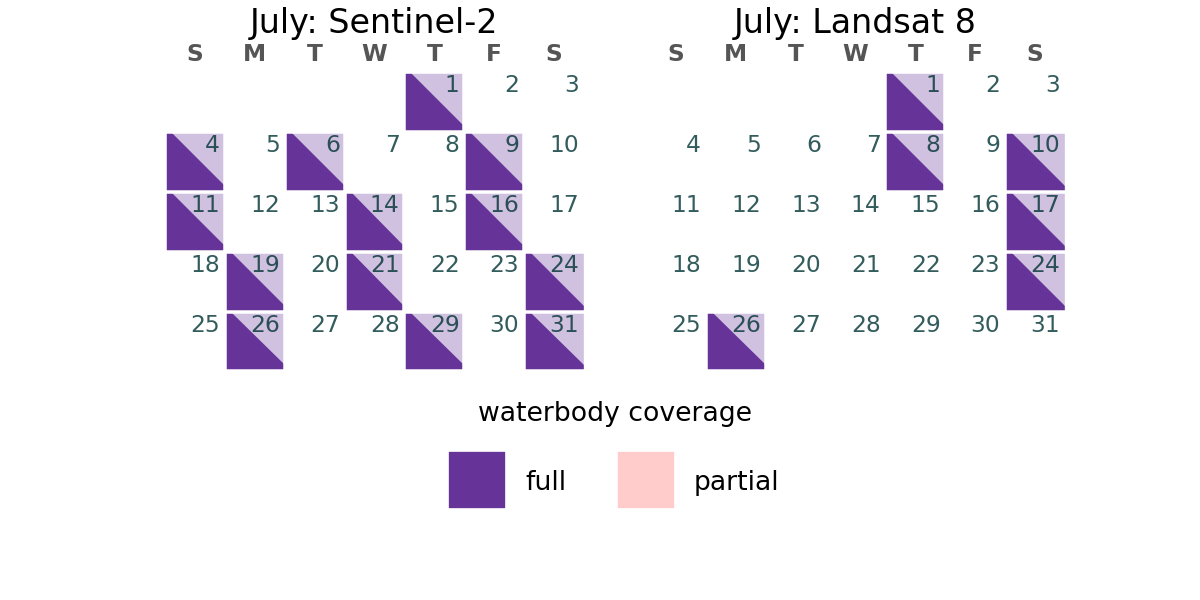 July: Sentinel-2
S M T W T F S
1 2 3
4 5 6 7 8 9 10
11 12 13 14 15 16 17
18 19 20 21 22 23 24
25 26 27 28 29 30 31
July: Landsat 8
S M T W T F S
1 2 3
4 5 6 7 8 9 10
11 12 13 14 15 16 17
18 19 20 21 22 23 24
25 26 27 28 29 30 31
waterbody coverage
full partial